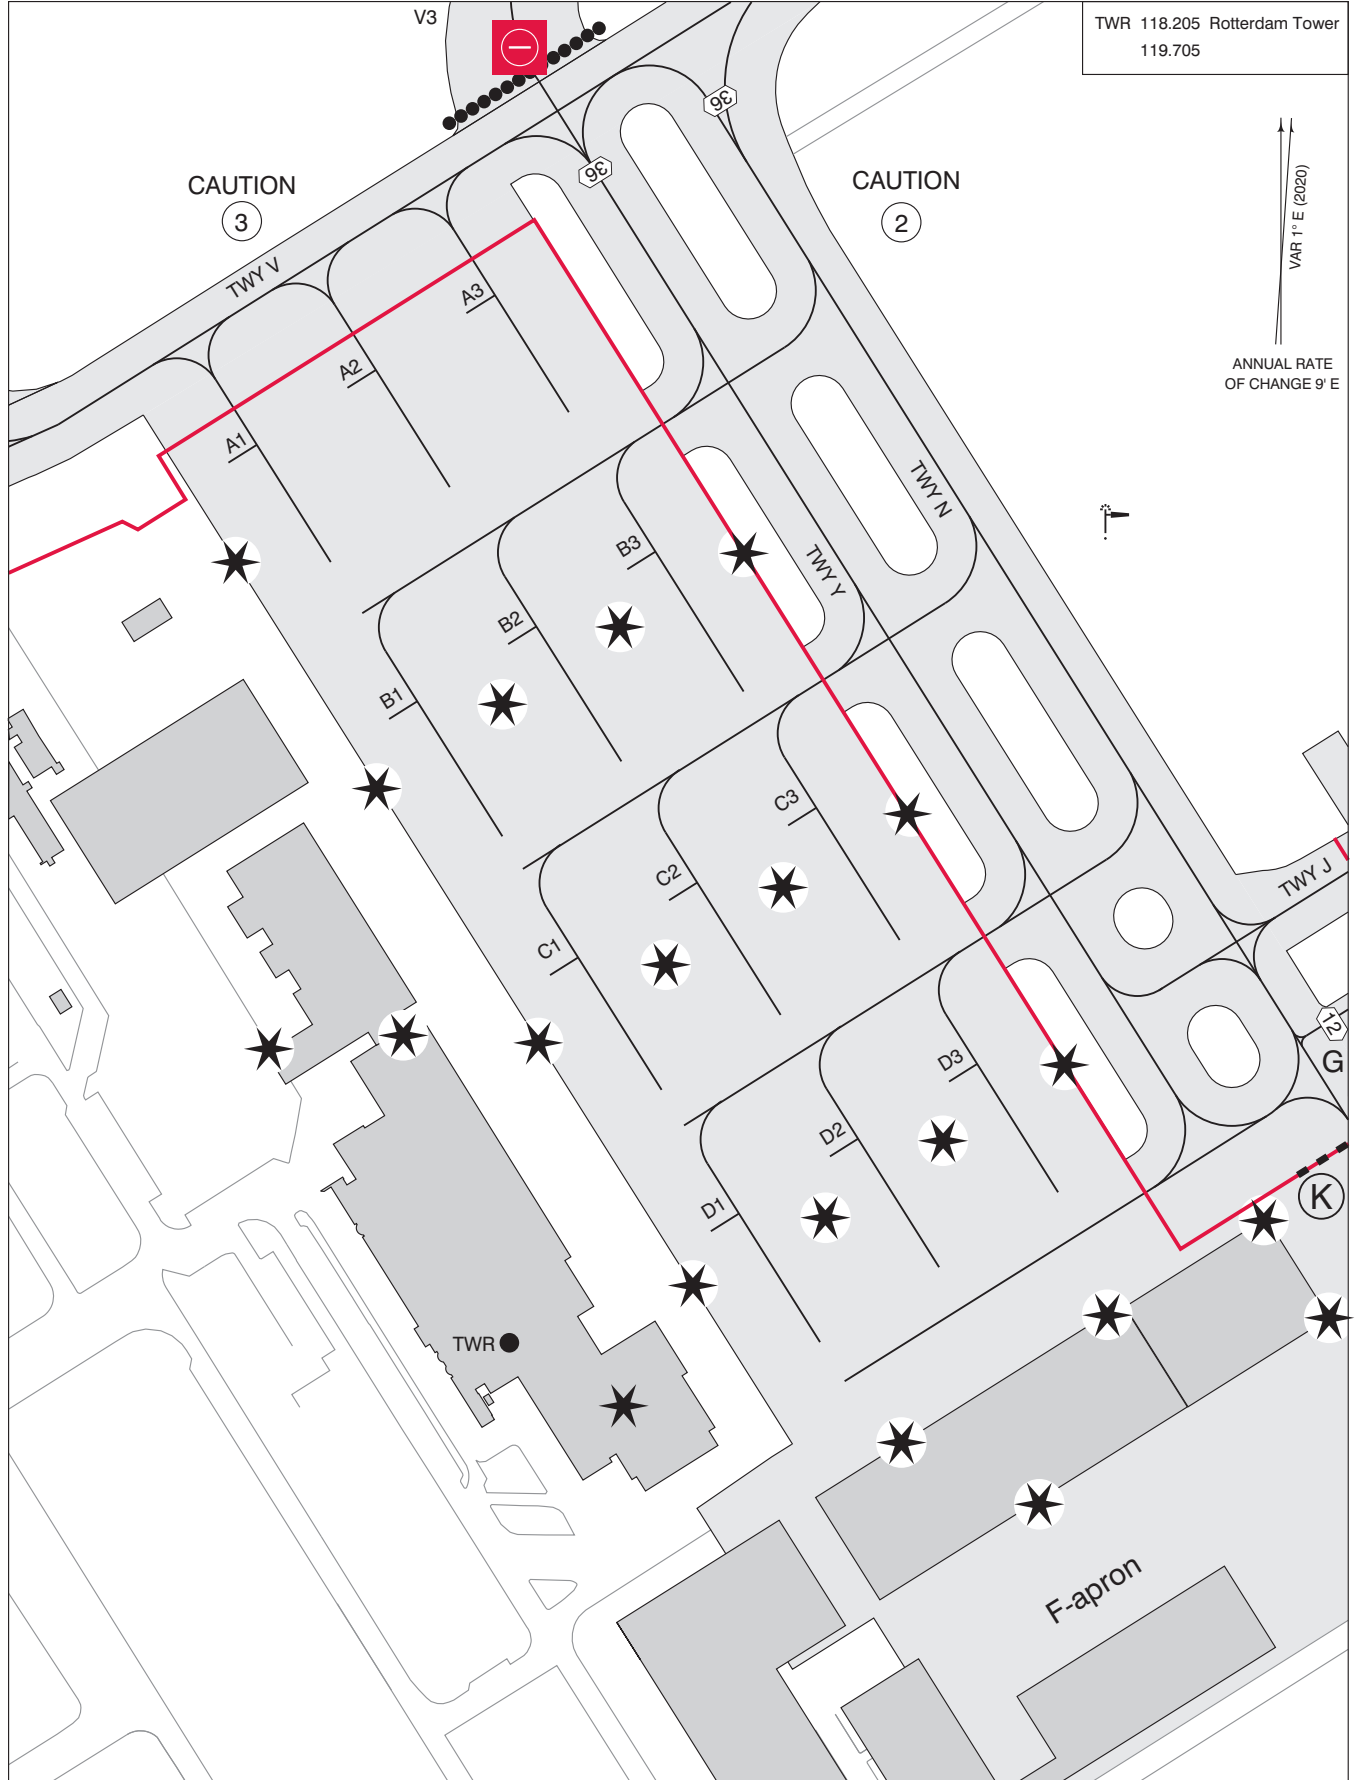 V3
TWR 118.205 Rotterdam Tower
119.705
36
36
CAUTION
3
CAUTION
2
VAR 1° E (2020)
ANNUAL RATE
OF CHANGE 9' E
TWY V
A3
A2
A1
TWY N
B3
TWY Y
B2
B1
C3
C2
C1
TWY J
12
G
D3
D2
D1
K
TWR
F-apron